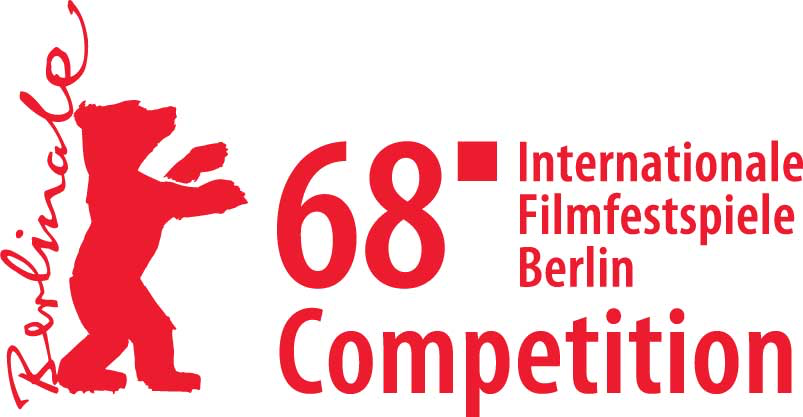 Berlinale
68
Internationale
Filmfestspiele
Berlin
Competition